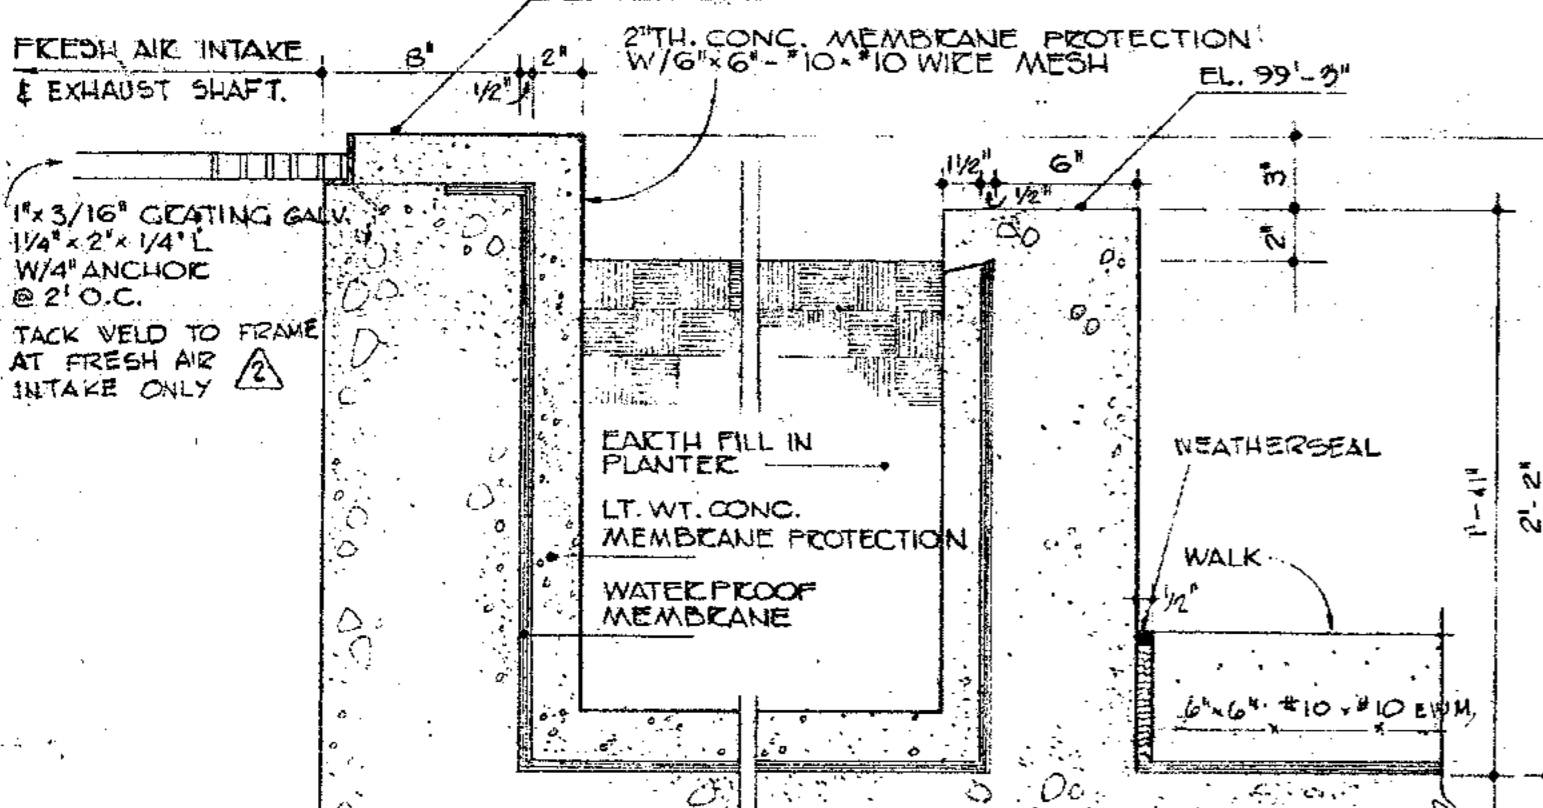 FRESH AIR INTAKE
& EXHAUST SHAFT.
8"
1/2"
2"
2" TH. CONC. MEMBRANE PROTECTION
W/6"x6"-#10x#10 WIRE MESH
EL. 99'-3"
1"x 3/16" GRATING GALV.
1 1/4" x 2" x 1/4" L
W/4" ANCHOR
@ 2' O.C.
TACK WELD TO FRAME
AT FRESH AIR
INTAKE ONLY
2
1 1/2"
1/2"
6"
3"
2"
EARTH FILL IN
PLANTER
LT. WT. CONC.
MEMBRANE PROTECTION
WATERPROOF
MEMBRANE
WEATHERSEAL
WALK
1/2"
6"x6"-#10x#10 EWM,
1'-11"
2'-2"